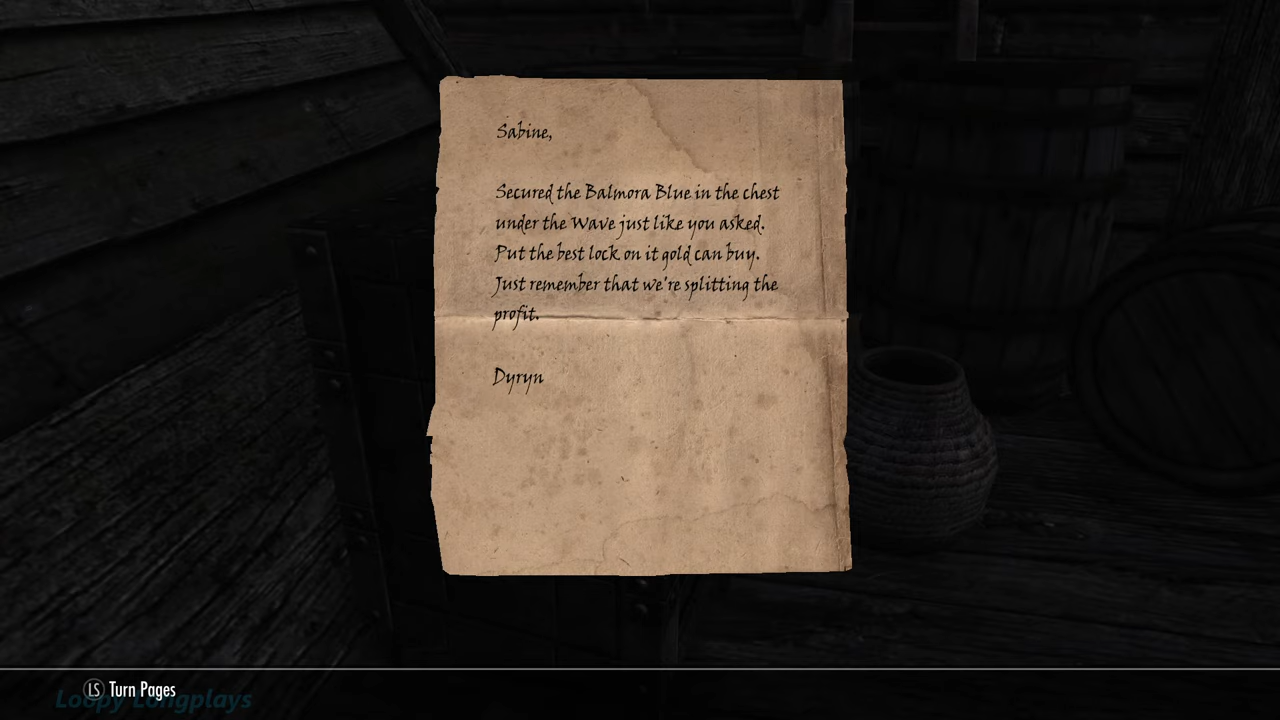 Sabine,
Secured the Balmora Blue in the chest
under the Wave just like you asked.
Put the best lock on it gold can buy.
Just remember that we're splitting the
profit.
Dyryn
LS Turn Pages
Loopy Longplays